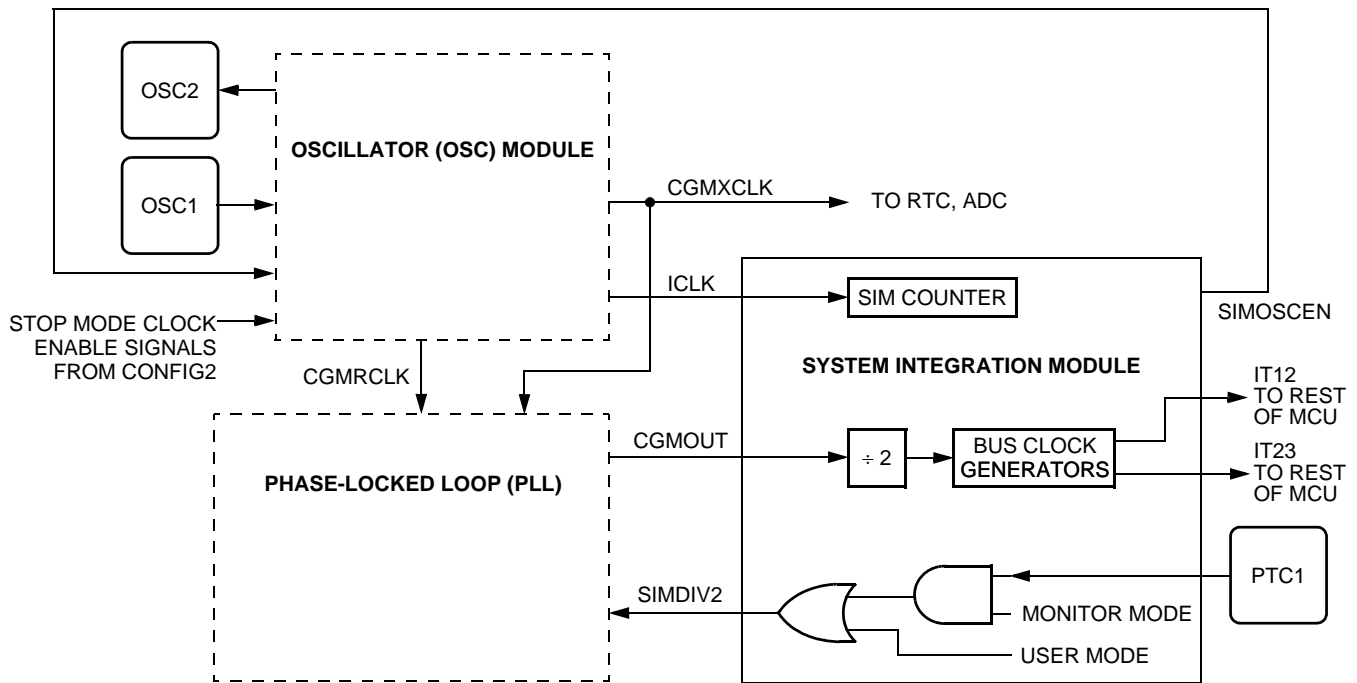 OSC2
OSCILLATOR (OSC) MODULE
OSC1
CGMXCLK
TO RTC, ADC
ICLK
SIM COUNTER
SIMOSCEN
STOP MODE CLOCK
ENABLE SIGNALS
FROM CONFIG2
CGMRCLK
SYSTEM INTEGRATION MODULE
IT12
TO REST
OF MCU
CGMOUT
÷ 2
BUS CLOCK
GENERATORS
IT23
TO REST
OF MCU
PHASE-LOCKED LOOP (PLL)
SIMDIV2
PTC1
MONITOR MODE
USER MODE